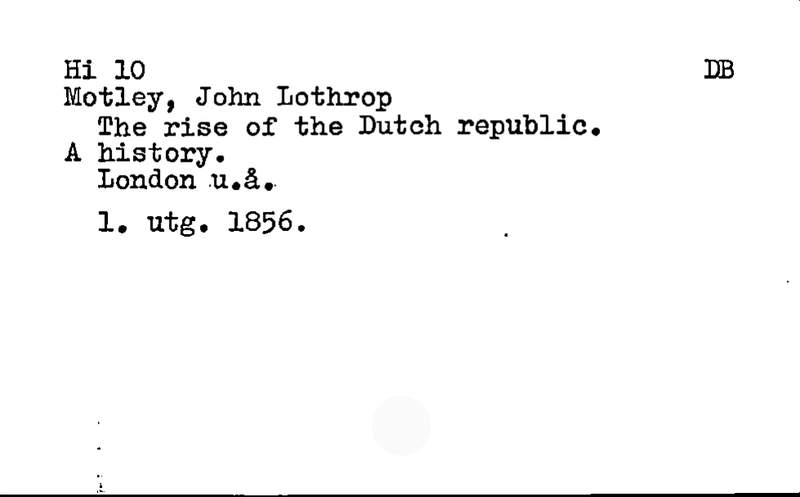 Hi 10 DB
Motley, John Lothrop
The rise of the Dutch republic.
A history.
London u.å.
1. utg. 1856.